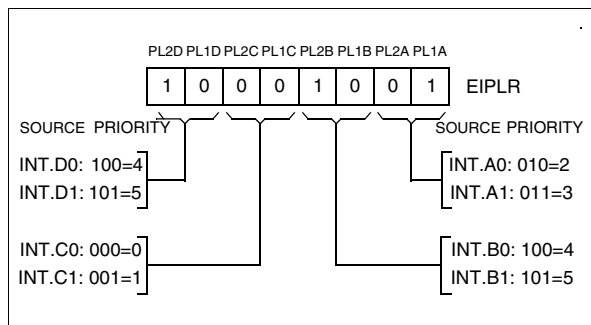 PL2D PL1D PL2C PL1C PL2B PL1B PL2A PL1A
1 0 0 0 1 0 0 1 EIPLR
SOURCE PRIORITY SOURCE PRIORITY
INT.D0: 100=4 INT.A0: 010=2
INT.D1: 101=5 INT.A1: 011=3
INT.C0: 000=0 INT.B0: 100=4
INT.C1: 001=1 INT.B1: 101=5